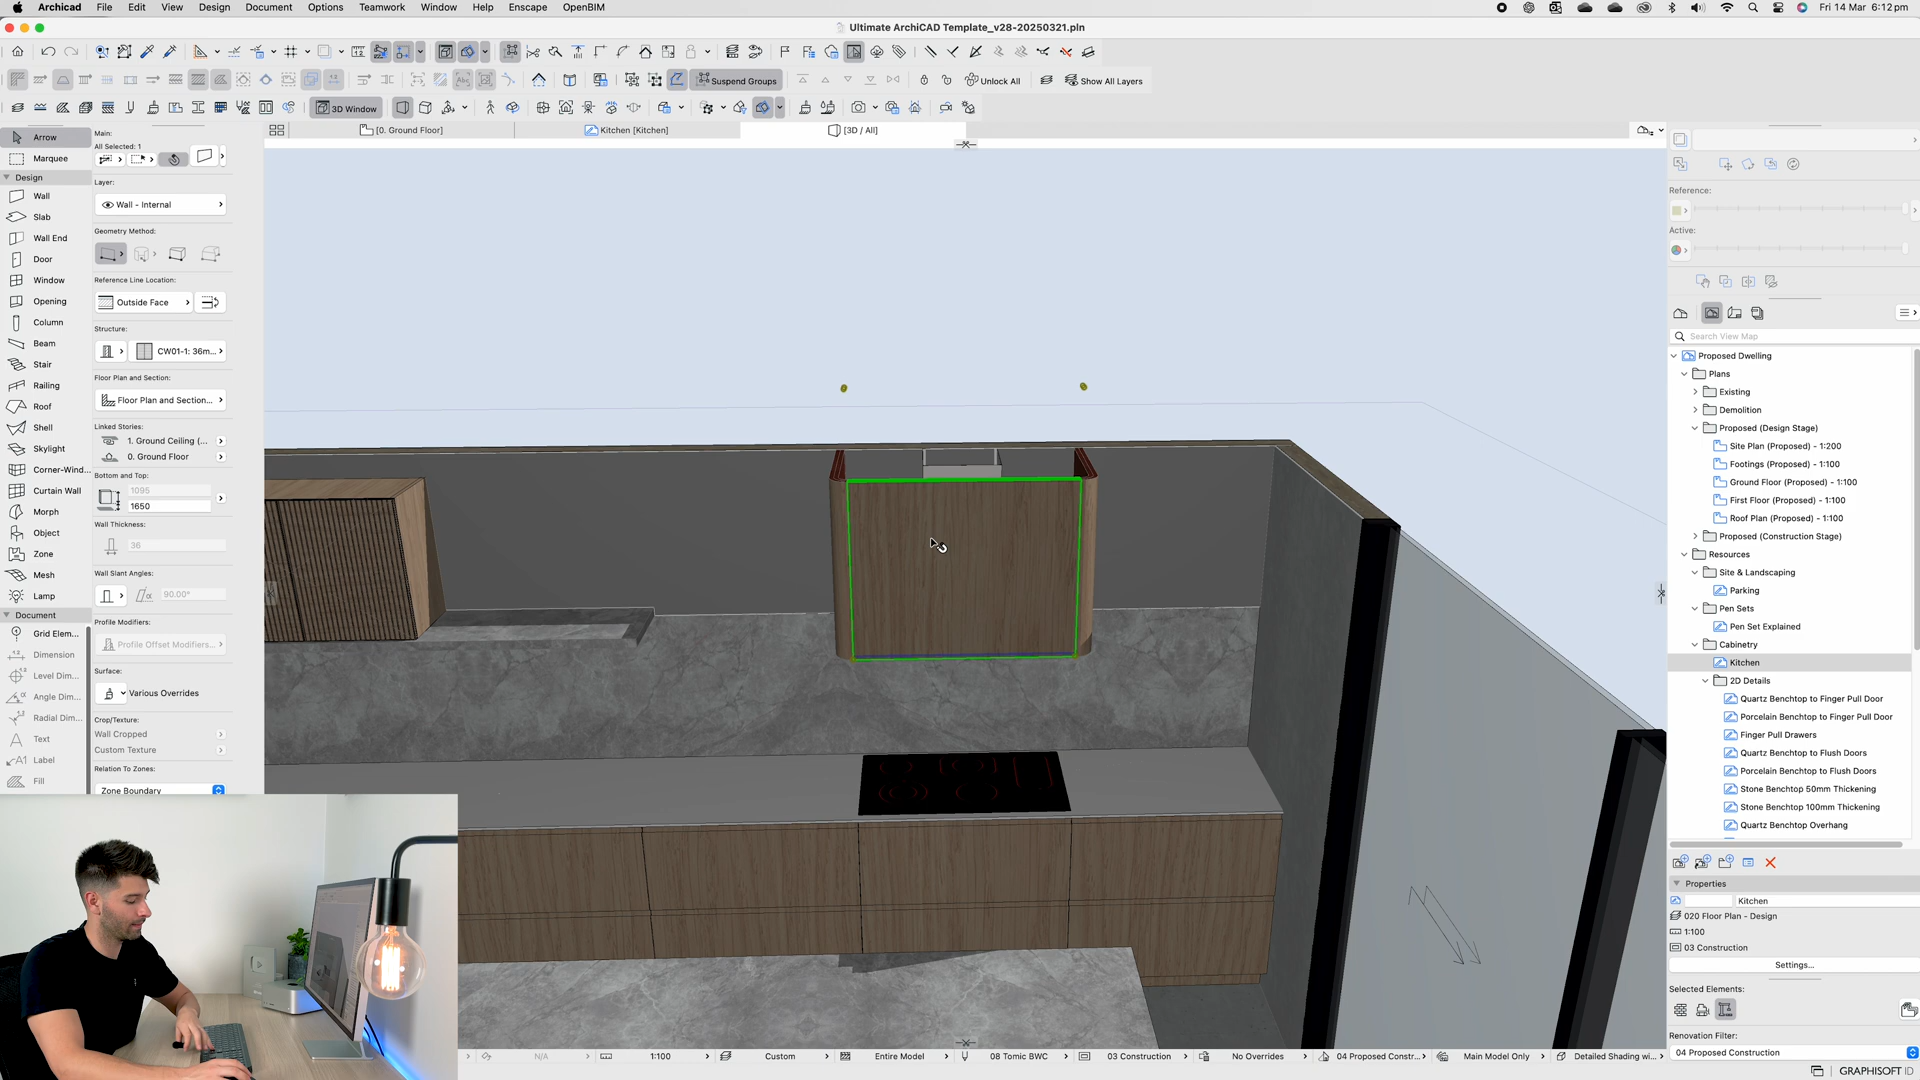 Archicad File Edit View Design Document Options Teamwork Window Help Enscape OpenBIM Fri 14 Mar 6:12 pm
Ultimate ArchiCAD Template_v28-20250321.pln
Suspend Groups Unlock All Show All Layers
3D Window
[0. Ground Floor] Kitchen [Kitchen] [3D / All]
Arrow
Marquee
Design
Wall
Slab
Wall End
Door
Window
Opening
Column
Beam
Stair
Railing
Roof
Shell
Skylight
Corner-Wind...
Curtain Wall
Morph
Object
Zone
Mesh
Lamp
Document
Grid Elem...
Dimension
Level Dim...
Angle Dim...
Radial Dim...
Text
Label
Fill
Main:
All Selected: 1
Layer:
Wall - Internal
Geometry Method:
Reference Line Location:
Outside Face
Structure:
CW01-1: 36m...
Floor Plan and Section:
Floor Plan and Section...
Linked Stories:
1. Ground Ceiling (...
0. Ground Floor
Bottom and Top:
1095
1650
Wall Thickness:
36
Wall Slant Angles:
90.00°
Profile Modifiers:
Profile Offset Modifiers...
Surface:
Various Overrides
Crop/Texture:
Wall Cropped
Custom Texture
Relation To Zones:
Zone Boundary
Reference:
Active:
Search View Map
Proposed Dwelling
Plans
Existing
Demolition
Proposed (Design Stage)
Site Plan (Proposed) - 1:200
Footings (Proposed) - 1:100
Ground Floor (Proposed) - 1:100
First Floor (Proposed) - 1:100
Roof Plan (Proposed) - 1:100
Proposed (Construction Stage)
Resources
Site & Landscaping
Parking
Pen Sets
Pen Set Explained
Cabinetry
Kitchen
2D Details
Quartz Benchtop to Finger Pull Door
Porcelain Benchtop to Finger Pull Door
Finger Pull Drawers
Quartz Benchtop to Flush Doors
Porcelain Benchtop to Flush Doors
Stone Benchtop 50mm Thickening
Stone Benchtop 100mm Thickening
Quartz Benchtop Overhang
Properties
Kitchen
020 Floor Plan - Design
1:100
03 Construction
Settings...
Selected Elements:
Renovation Filter:
04 Proposed Construction
N/A 1:100 Custom Entire Model 08 Tomic BWC 03 Construction No Overrides 04 Proposed Constr... Main Model Only Detailed Shading wi...
GRAPHISOFT ID